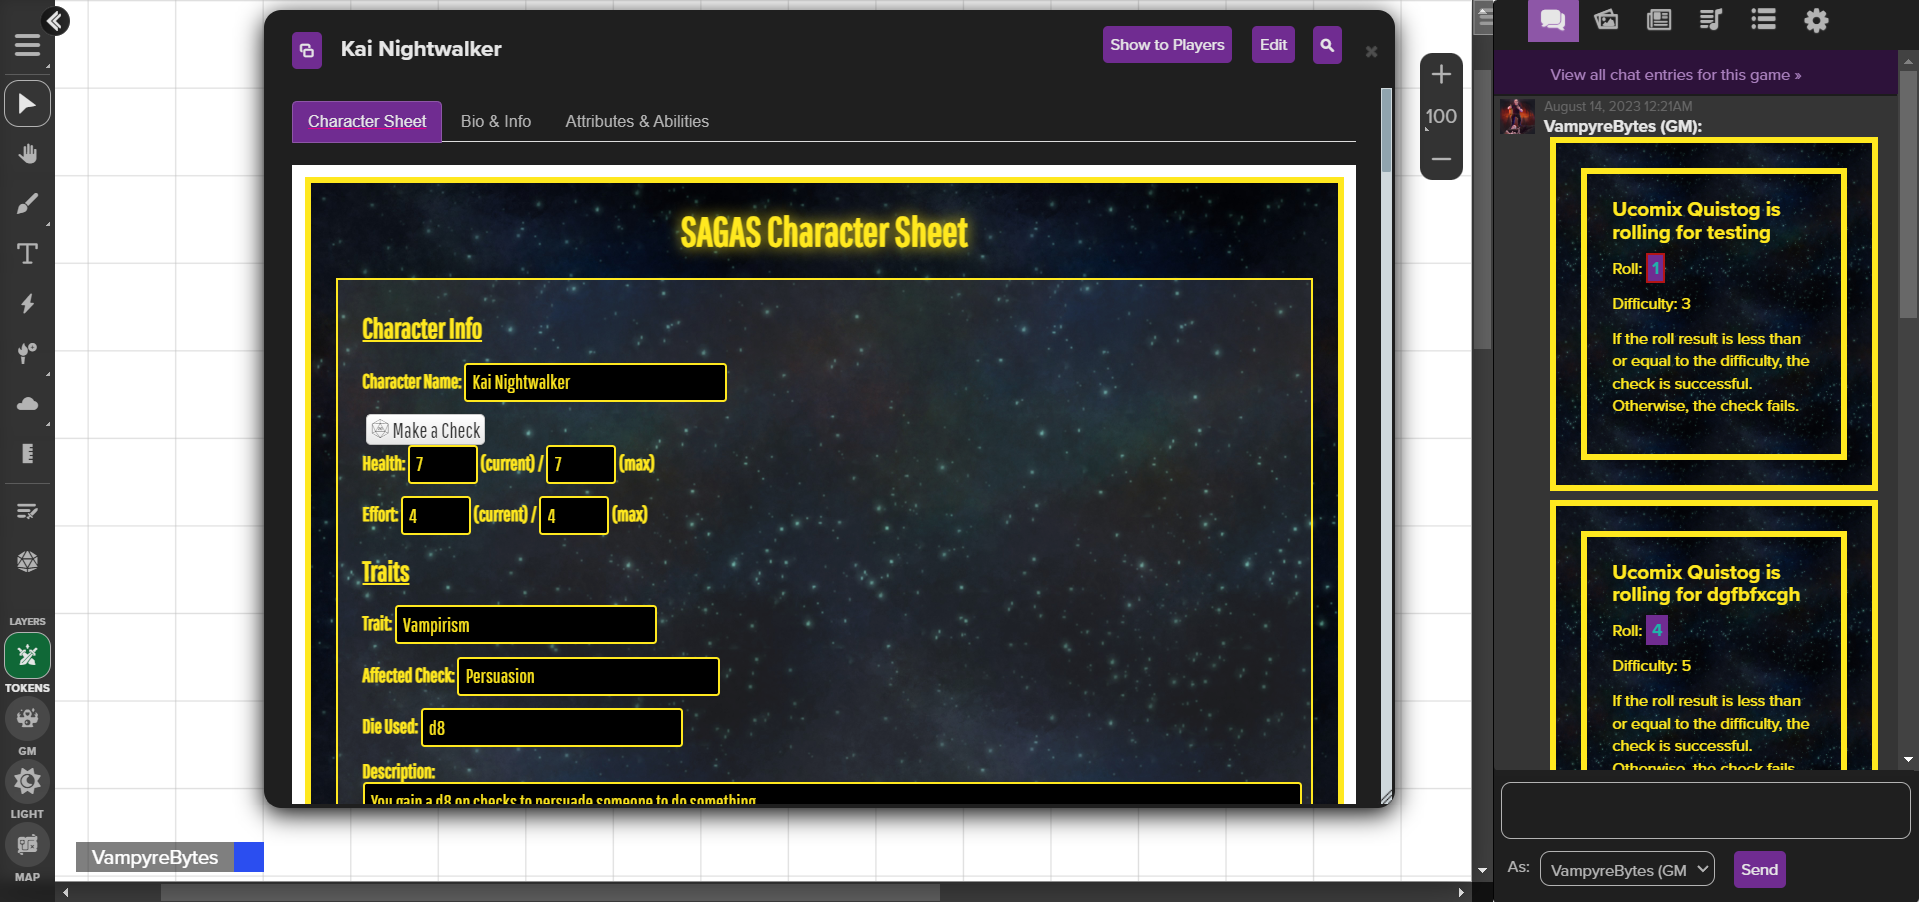 Kai Nightwalker
Show to Players
Edit
Character Sheet
Bio & Info
Attributes & Abilities
SAGAS Character Sheet
Character Info
Character Name: Kai Nightwalker
Make a Check
Health: 7 (current) / 7 (max)
Effort: 4 (current) / 4 (max)
Traits
Trait: Vampirism
Affected Check: Persuasion
Die Used: d8
Description:
You gain a d8 on checks to persuade someone to do something
100
LAYERS
TOKENS
GM
LIGHT
MAP
VampyreBytes
View all chat entries for this game »
August 14, 2023 12:21AM
VampyreBytes (GM):
Ucomix Quistog is
rolling for testing
Roll: 1
Difficulty: 3
If the roll result is less than
or equal to the difficulty, the
check is successful.
Otherwise, the check fails.
Ucomix Quistog is
rolling for dgfbfxcgh
Roll: 4
Difficulty: 5
If the roll result is less than
or equal to the difficulty, the
check is successful.
Otherwise, the check fails
As: VampyreBytes (GM
Send